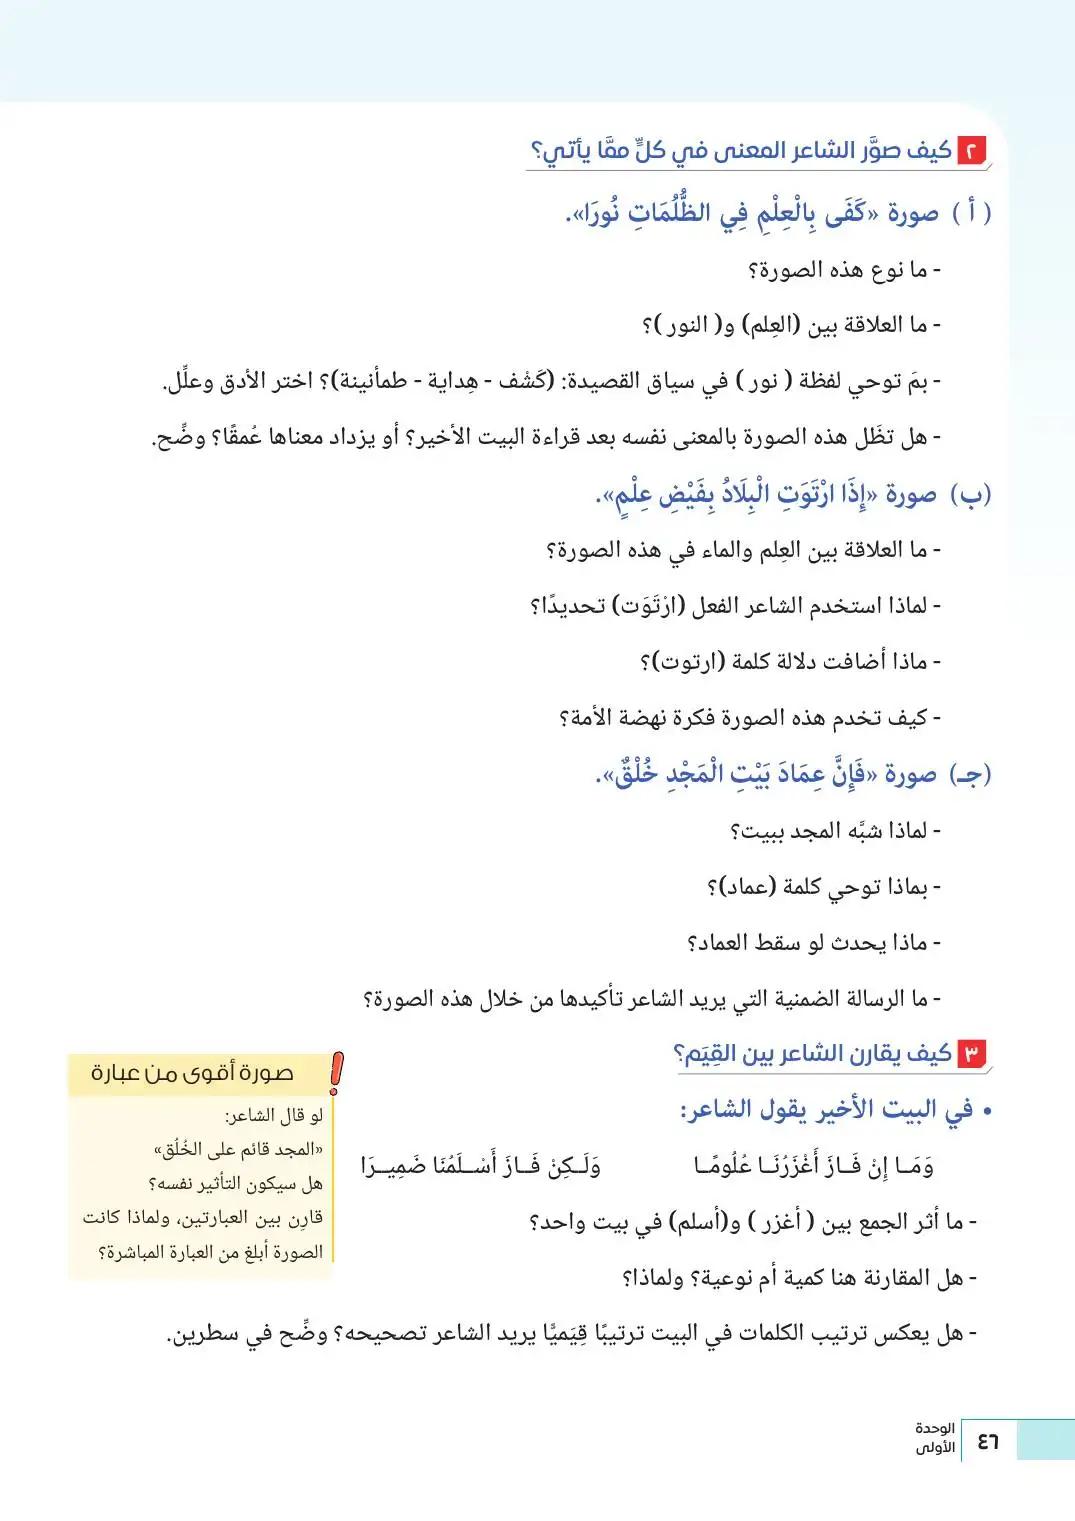 ٢ كيف صوَّر الشاعر المعنى في كلٍّ ممَّا يأتي؟
( أ ) صورة «كَفَى بِالْعِلْمِ فِي الظُّلُمَاتِ نُورَا».
- ما نوع هذه الصورة؟
- ما العلاقة بين (العِلم) و( النور )؟
- بمَ توحي لفظة ( نور ) في سياق القصيدة: (كَشْف - هِداية - طمأنينة)؟ اختر الأدق وعلِّل.
- هل تظَل هذه الصورة بالمعنى نفسه بعد قراءة البيت الأخير؟ أو يزداد معناها عُمقًا؟ وضِّح.
(ب) صورة «إِذَا ارْتَوَتِ الْبِلَادُ بِفَيْضِ عِلْمٍ».
- ما العلاقة بين العِلم والماء في هذه الصورة؟
- لماذا استخدم الشاعر الفعل (ارْتَوَت) تحديدًا؟
- ماذا أضافت دلالة كلمة (ارتوت)؟
- كيف تخدم هذه الصورة فكرة نهضة الأمة؟
(جـ) صورة «فَإِنَّ عِمَادَ بَيْتِ الْمَجْدِ خُلْقٌ».
- لماذا شبَّه المجد ببيت؟
- بماذا توحي كلمة (عماد)؟
- ماذا يحدث لو سقط العماد؟
- ما الرسالة الضمنية التي يريد الشاعر تأكيدها من خلال هذه الصورة؟
٣ كيف يقارن الشاعر بين القِيَم؟
• في البيت الأخير يقول الشاعر:
وَمَــا إِنْ فَــازَ أَغْزَرُنَــا عُلُومًــا وَلَــكِنْ فَــازَ أَسْــلَمُنَا ضَمِيــرَا
- ما أثر الجمع بين ( أغزر ) و(أسلم) في بيت واحد؟
- هل المقارنة هنا كمية أم نوعية؟ ولماذا؟
- هل يعكس ترتيب الكلمات في البيت ترتيبًا قِيَميًّا يريد الشاعر تصحيحه؟ وضِّح في سطرين.
صورة أقوى من عبارة
لو قال الشاعر:
«المجد قائم على الخُلُق»
هل سيكون التأثير نفسه؟
قارِن بين العبارتين، ولماذا كانت
الصورة أبلغ من العبارة المباشرة؟
٤٦
الوحدة
الأولى